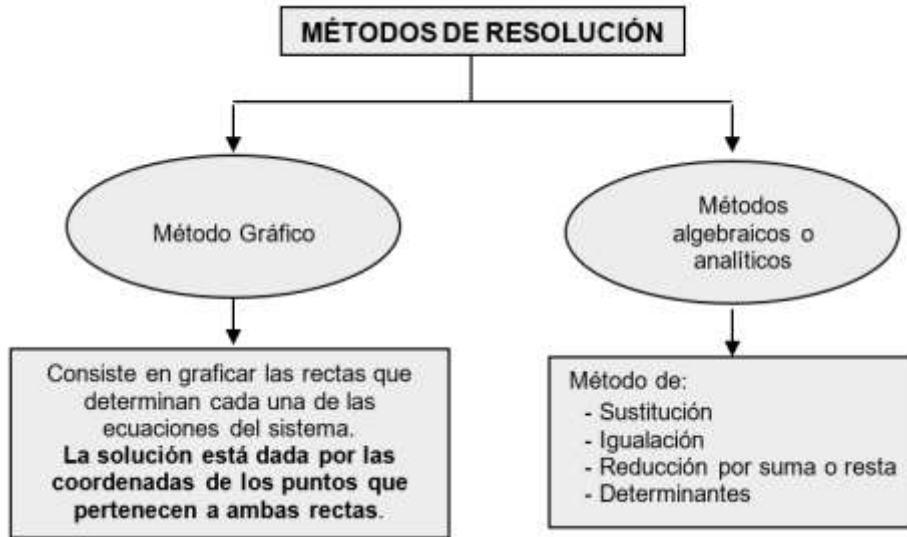 MÉTODOS DE RESOLUCIÓN
Método Gráfico
Métodos
algebraicos o
analíticos
Consiste en graficar las rectas que
determinan cada una de las
ecuaciones del sistema.
La solución está dada por las
coordenadas de los puntos que
pertenecen a ambas rectas.
Método de:
- Sustitución
- Igualación
- Reducción por suma o resta
- Determinantes